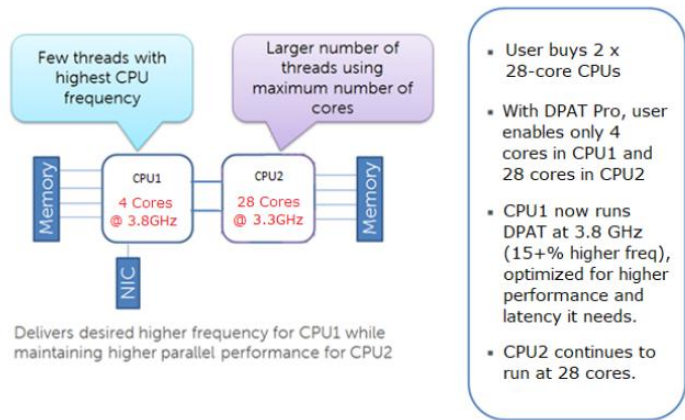 Few threads with
highest CPU
frequency
Larger number of
threads using
maximum number of
cores
Memory
CPU1
4 Cores
@ 3.8GHz
CPU2
28 Cores
@ 3.3GHz
Memory
NIC
Delivers desired higher frequency for CPU1 while
maintaining higher parallel performance for CPU2
▪ User buys 2 x
28-core CPUs
▪ With DPAT Pro, user
enables only 4
cores in CPU1 and
28 cores in CPU2
▪ CPU1 now runs
DPAT at 3.8 GHz
(15+% higher freq),
optimized for higher
performance and
latency it needs.
▪ CPU2 continues to
run at 28 cores.